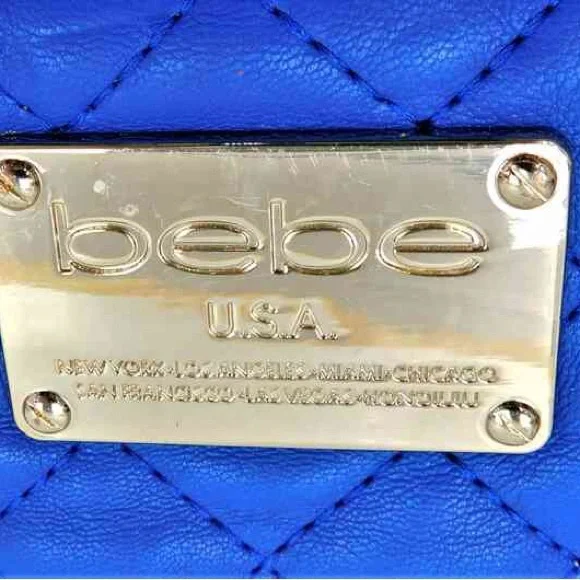 bebe
U.S.A.
NEW YORK • LOS ANGELES • MIAMI • CHICAGO
SAN FRANCISCO • LAS VEGAS • HONOLULU